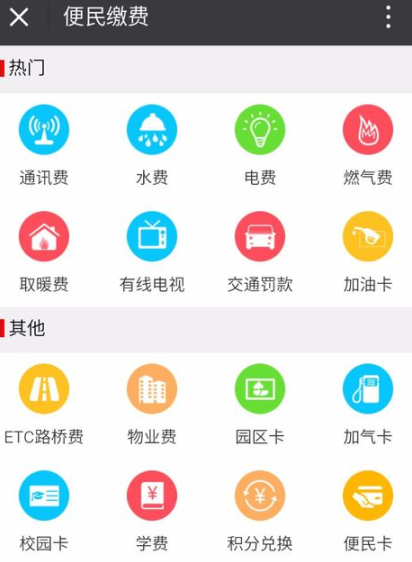 便民缴费
热门
通讯费 水费 电费 燃气费
取暖费 有线电视 交通罚款 加油卡
其他
ETC路桥费 物业费 园区卡 加气卡
校园卡 学费 积分兑换 便民卡